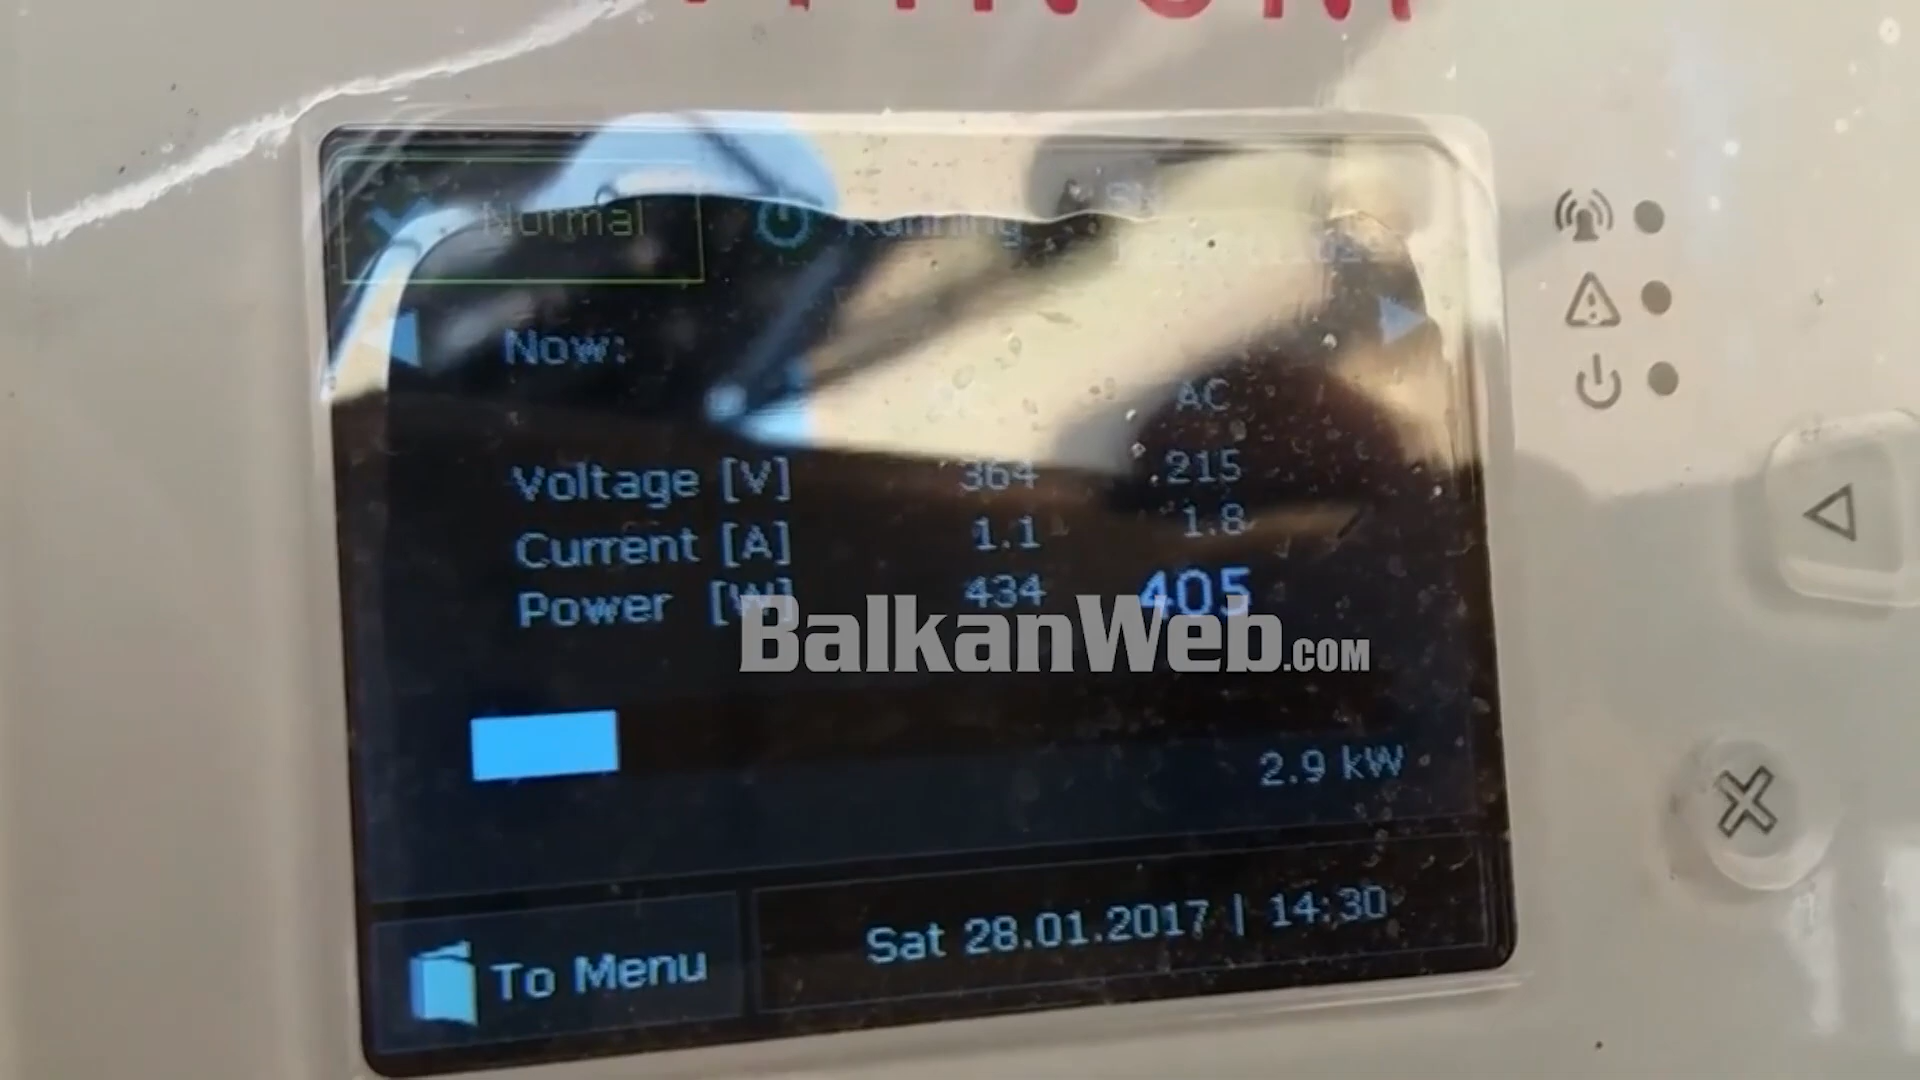 Normal
Running
Now:
AC
Voltage [V] 364 215
Current [A] 1.1 1.8
Power [W] 434 405
BalkanWeb.COM
2.9 kW
To Menu
Sat 28.01.2017 | 14:30